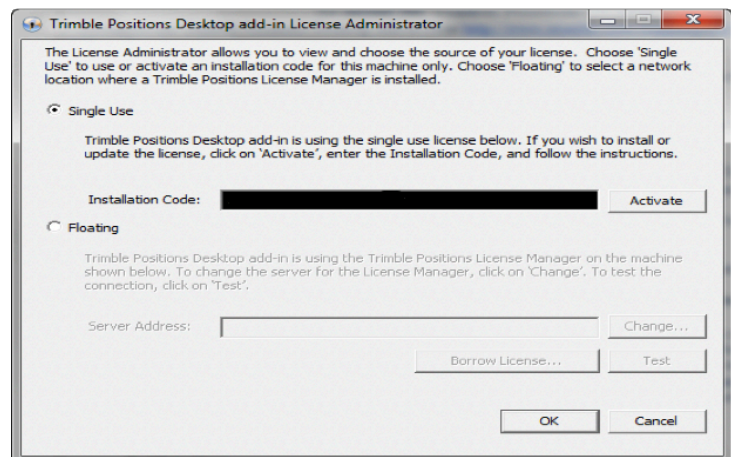 Trimble Positions Desktop add-in License Administrator
The License Administrator allows you to view and choose the source of your license. Choose 'Single
Use' to use or activate an installation code for this machine only. Choose 'Floating' to select a network
location where a Trimble Positions License Manager is installed.
Single Use
Trimble Positions Desktop add-in is using the single use license below. If you wish to install or
update the license, click on 'Activate', enter the Installation Code, and follow the instructions.
Installation Code:
Activate
Floating
Trimble Positions Desktop add-in is using the Trimble Positions License Manager on the machine
shown below. To change the server for the License Manager, click on 'Change'. To test the
connection, click on 'Test'.
Server Address:
Change...
Borrow License...
Test
OK
Cancel